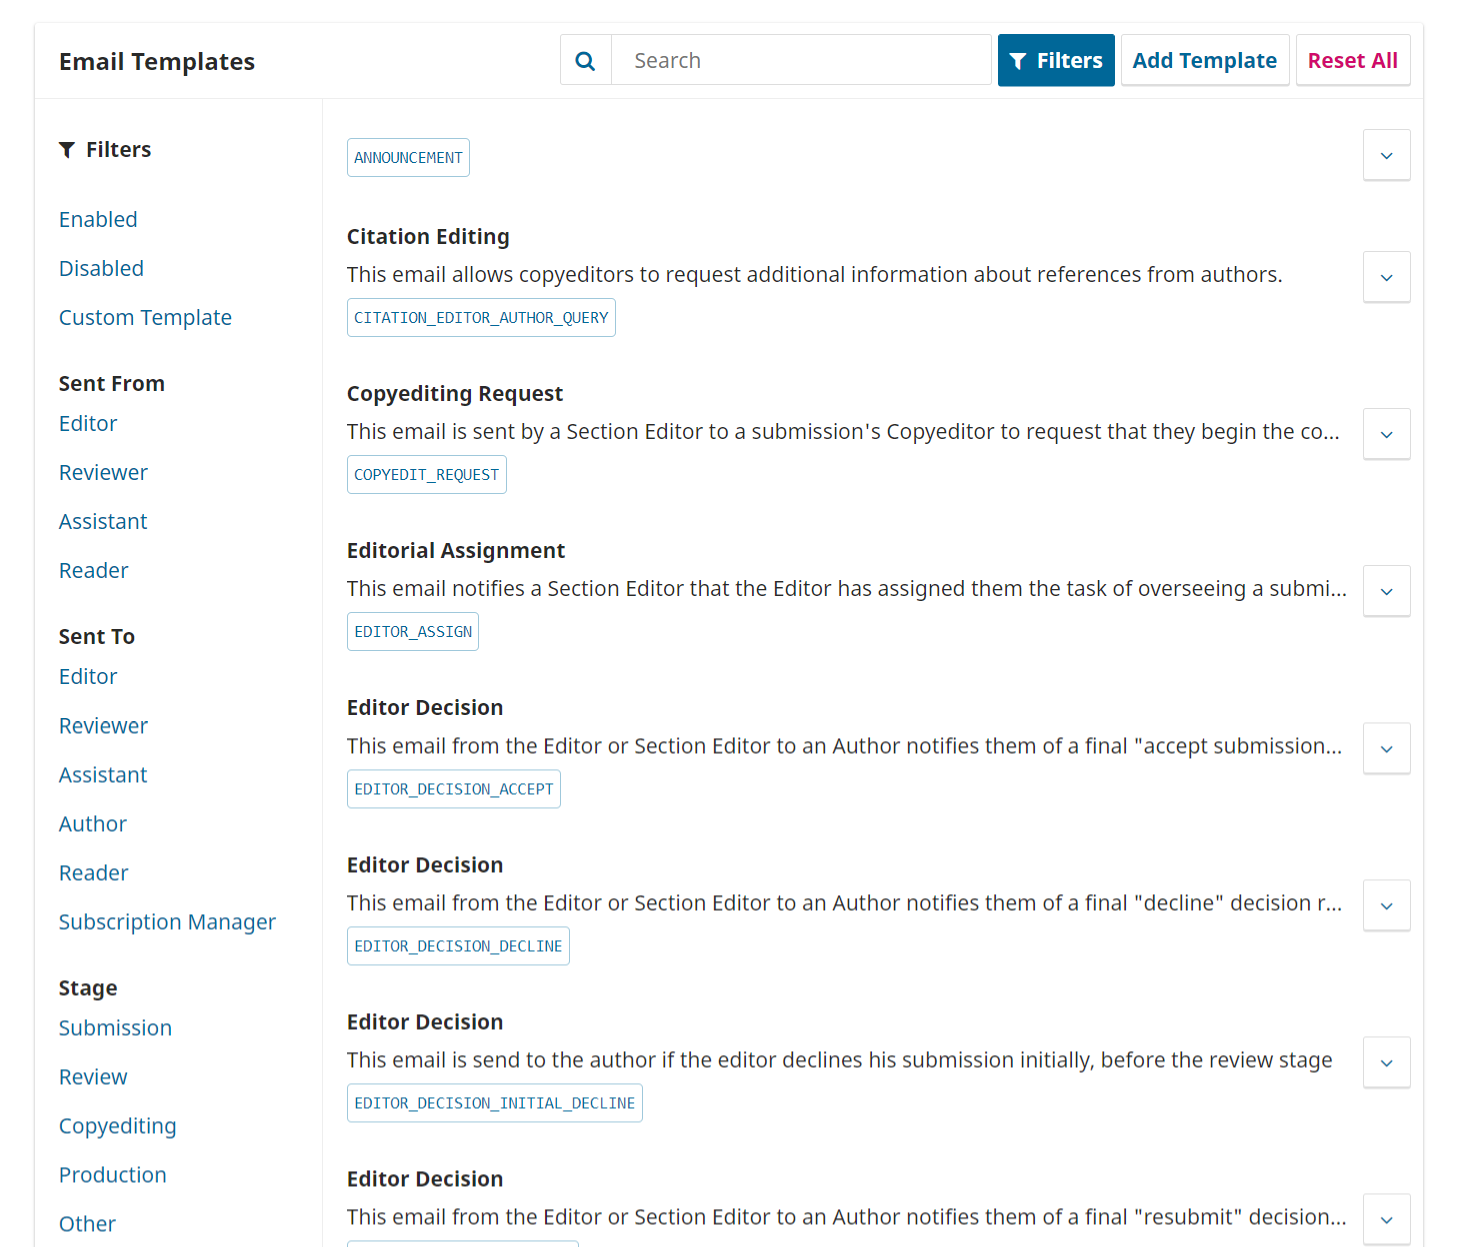 Email Templates
Search
Filters
Add Template
Reset All
Filters
Enabled
Disabled
Custom Template
Sent From
Editor
Reviewer
Assistant
Reader
Sent To
Editor
Reviewer
Assistant
Author
Reader
Subscription Manager
Stage
Submission
Review
Copyediting
Production
Other
ANNOUNCEMENT
Citation Editing
This email allows copyeditors to request additional information about references from authors.
CITATION_EDITOR_AUTHOR_QUERY
Copyediting Request
This email is sent by a Section Editor to a submission's Copyeditor to request that they begin the co...
COPYEDIT_REQUEST
Editorial Assignment
This email notifies a Section Editor that the Editor has assigned them the task of overseeing a submi...
EDITOR_ASSIGN
Editor Decision
This email from the Editor or Section Editor to an Author notifies them of a final "accept submission...
EDITOR_DECISION_ACCEPT
Editor Decision
This email from the Editor or Section Editor to an Author notifies them of a final "decline" decision r...
EDITOR_DECISION_DECLINE
Editor Decision
This email is send to the author if the editor declines his submission initially, before the review stage
EDITOR_DECISION_INITIAL_DECLINE
Editor Decision
This email from the Editor or Section Editor to an Author notifies them of a final "resubmit" decision...